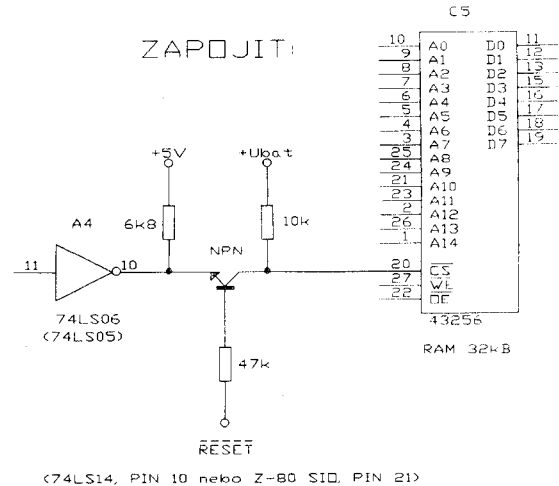 C5
ZAPOJIT:
10 A0 D0 11
9 A1 D1 12
8 A2 D2 13
7 A3 D3 15
6 A4 D4 16
5 A5 D5 17
4 A6 D6 18
3 A7 D7 19
25 A8
24 A9
21 A10
23 A11
2 A12
26 A13
1 A14
20 CS
27 WE
22 OE
43256
RAM 32kB
+5V
+Ubat
6k8
10k
A4
NPN
11
10
74LS06
(74LS05)
47k
RESET
(74LS14, PIN 10 nebo Z-80 SIO, PIN 21)